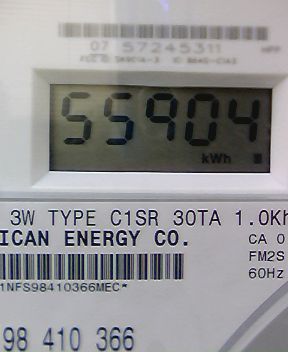 07 57245311
55904
kWh
3W TYPE C1SR 30TA 1.0Kh
ICAN ENERGY CO.
CA 0
FM2S
60Hz
1NFS98410366MEC*
98 410 366